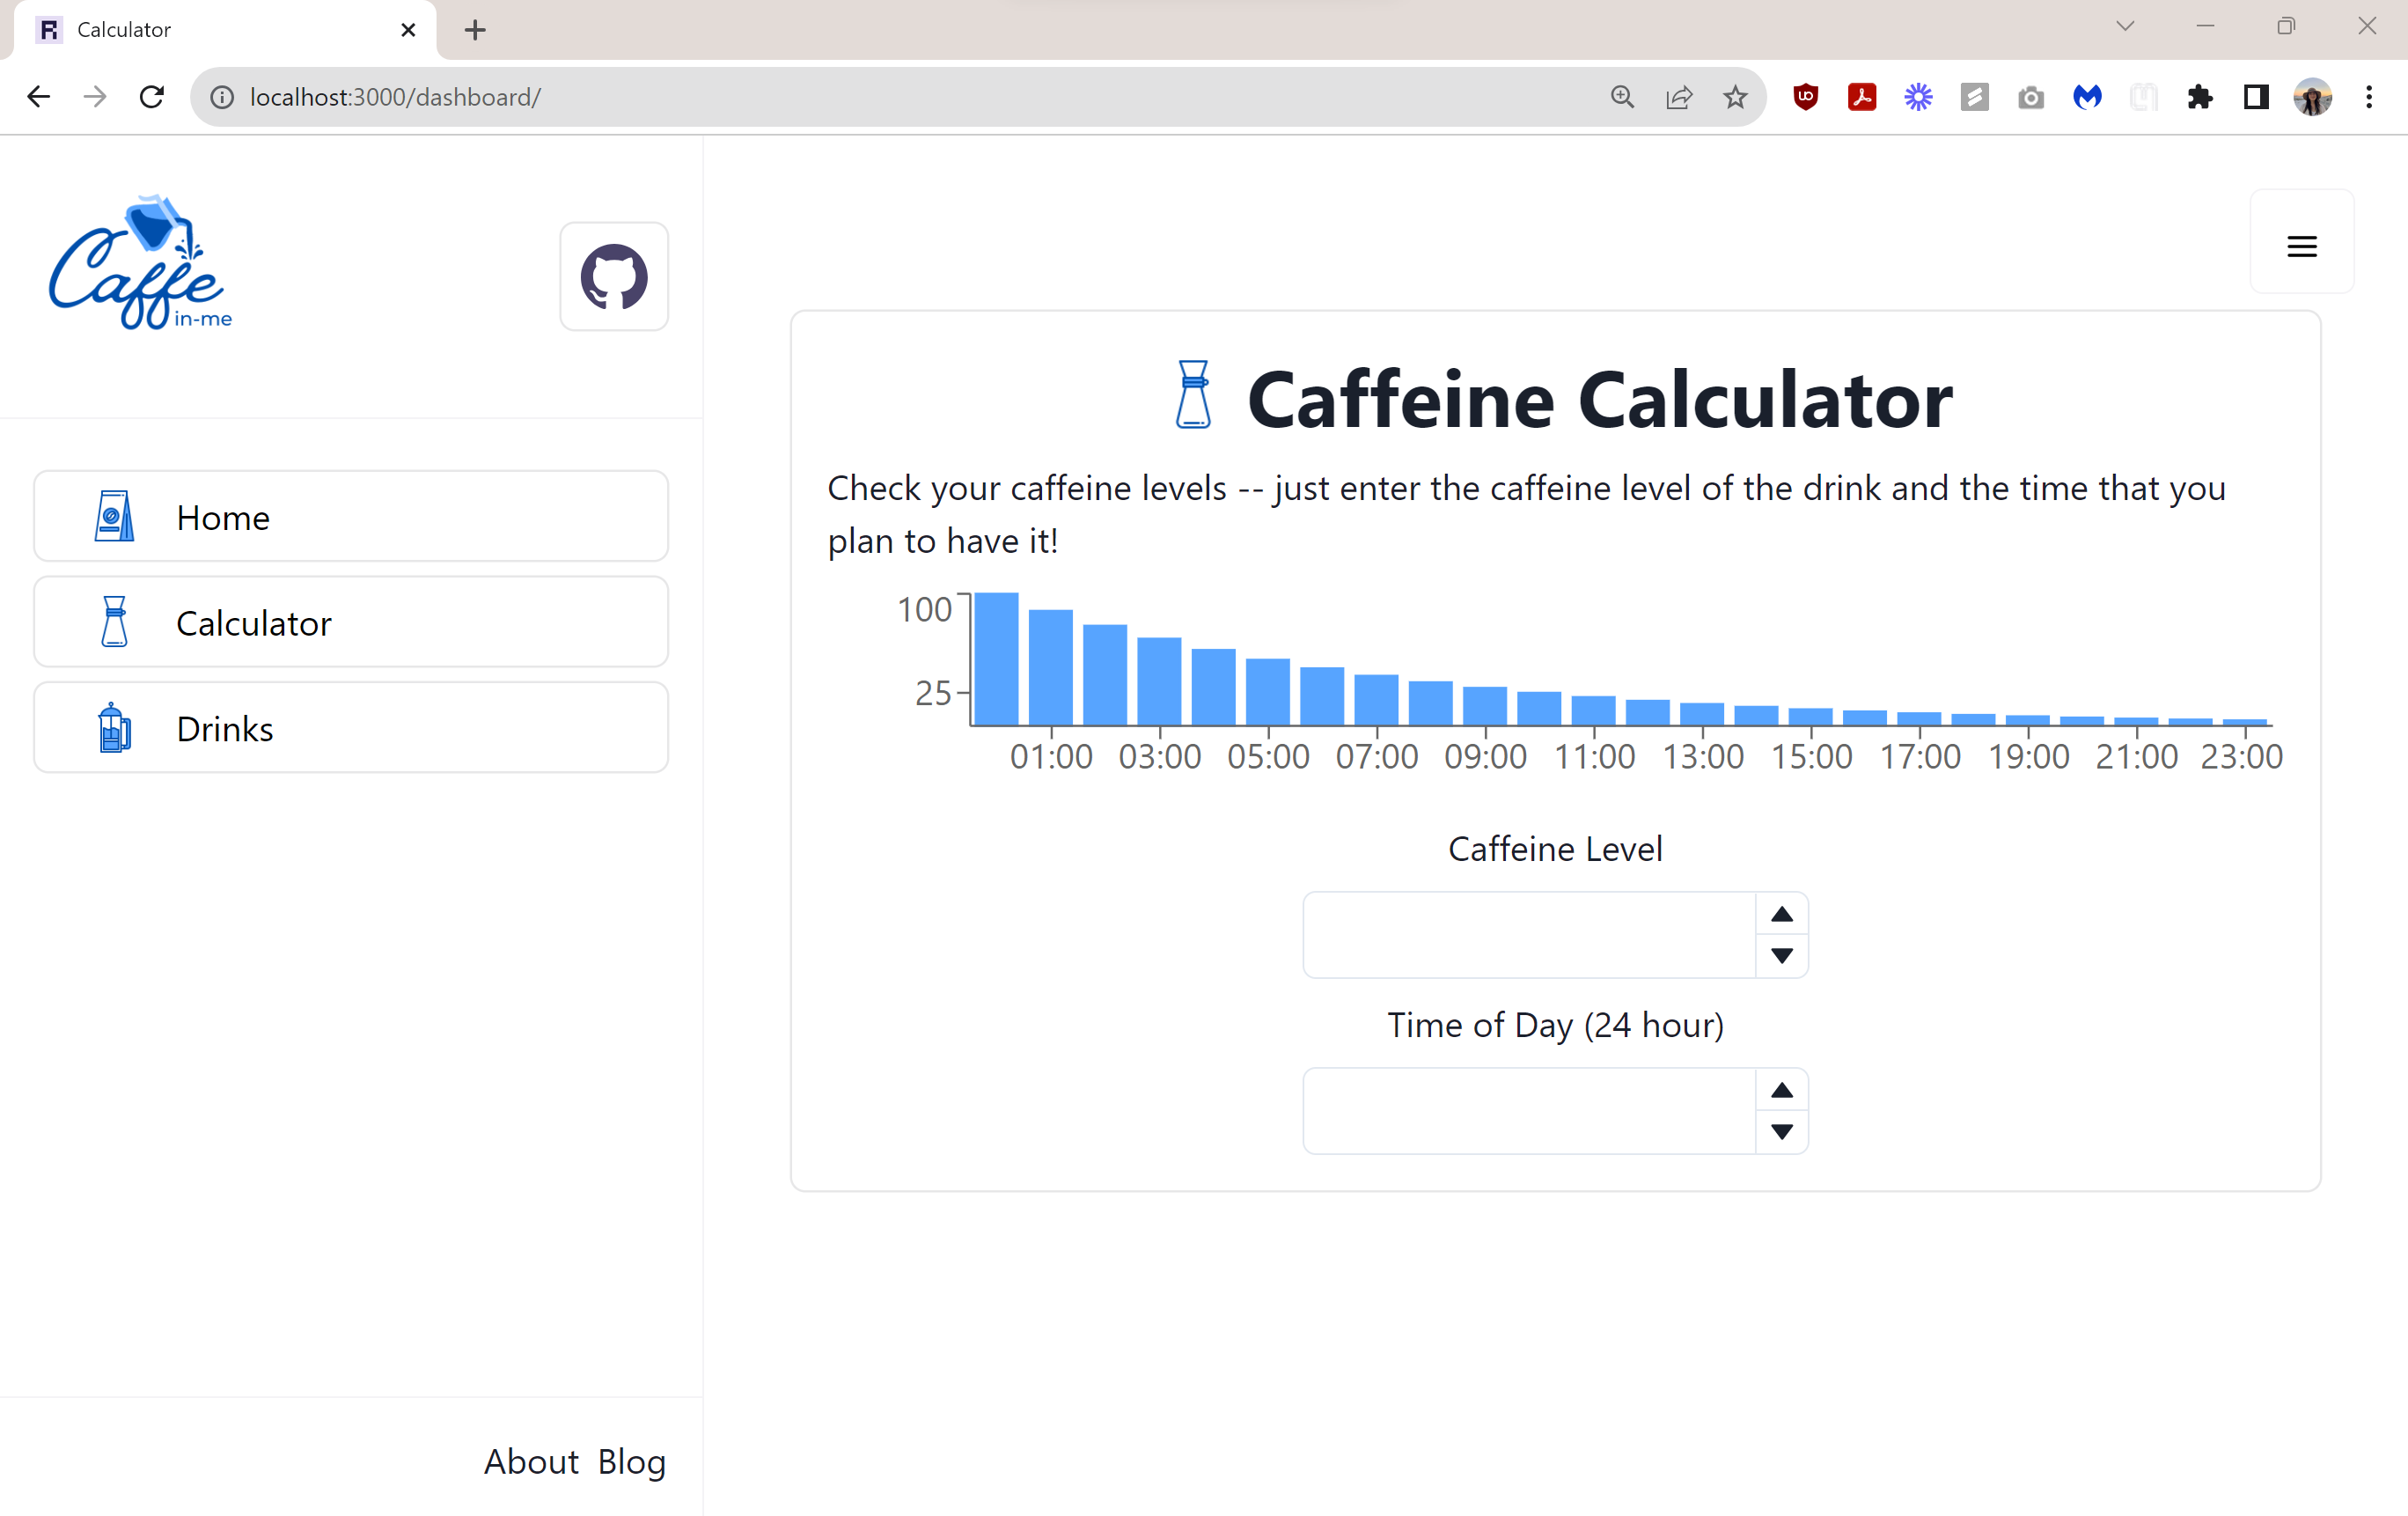 Calculator
localhost:3000/dashboard/
Caffe
in-me
Home
Calculator
Drinks
About Blog
Caffeine Calculator
Check your caffeine levels -- just enter the caffeine level of the drink and the time that you
plan to have it!
100
25
01:00 03:00 05:00 07:00 09:00 11:00 13:00 15:00 17:00 19:00 21:00 23:00
Caffeine Level
Time of Day (24 hour)